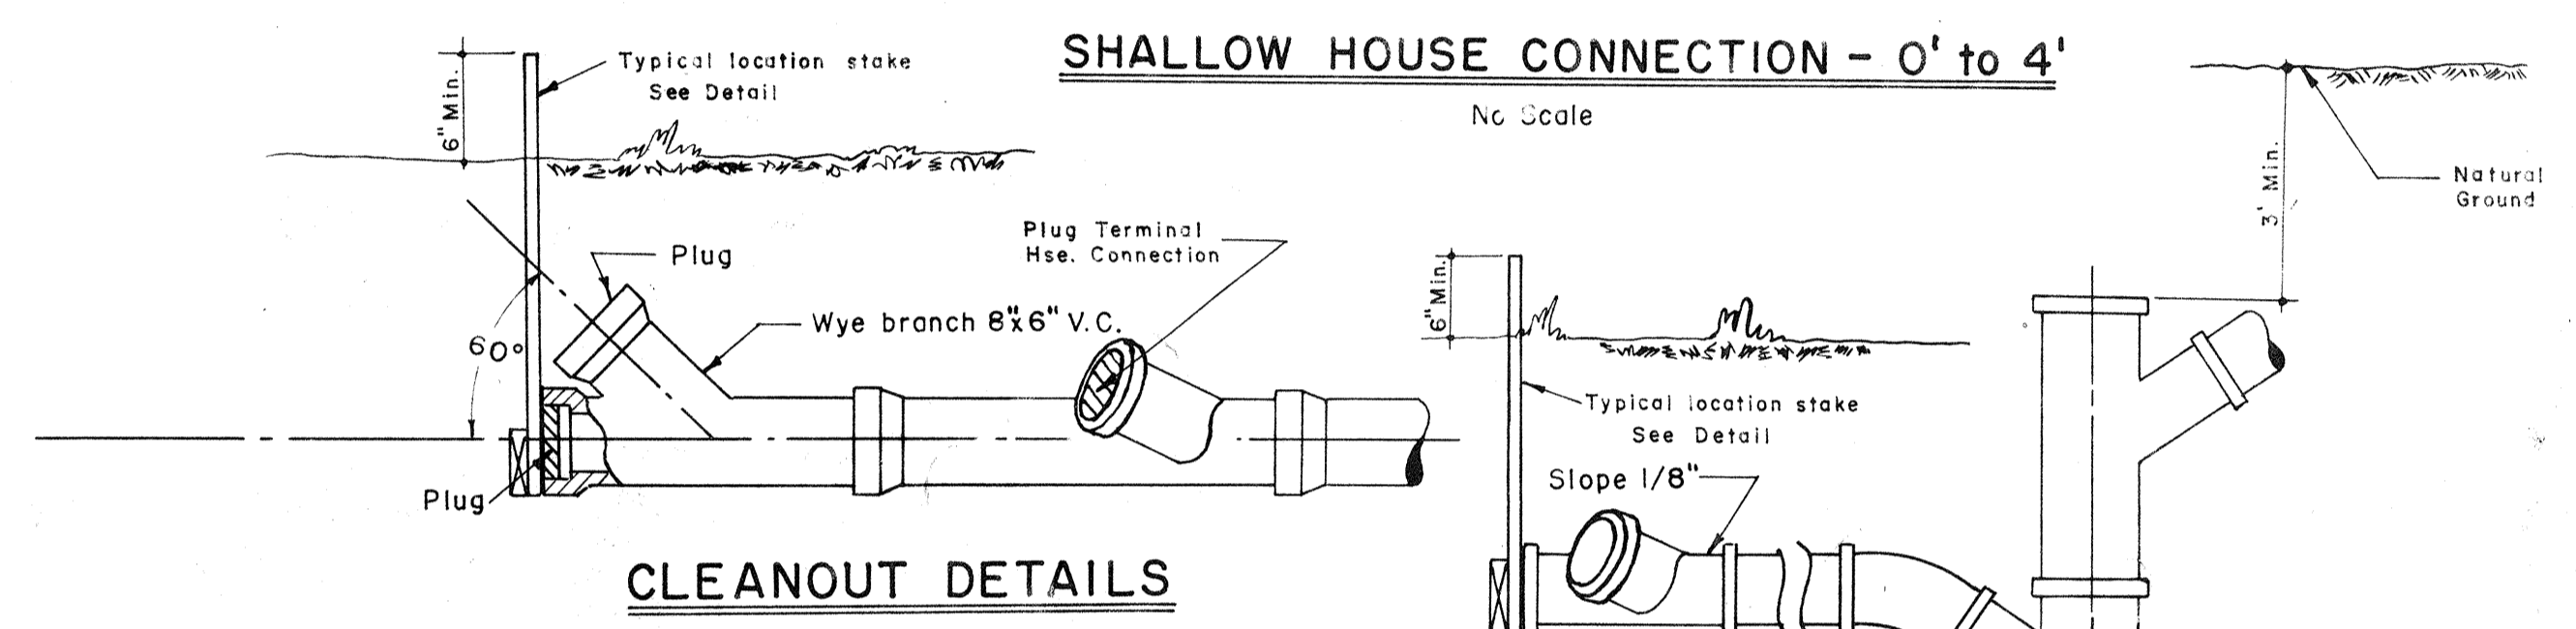 SHALLOW HOUSE CONNECTION - 0' to 4'
No Scale
6" Min.
Typical location stake
See Detail
Plug
60°
Wye branch 8"x6" V.C.
Plug Terminal
Hse. Connection
Plug
CLEANOUT DETAILS
6" Min.
Typical location stake
See Detail
Slope 1/8"
3' Min.
Natural
Ground